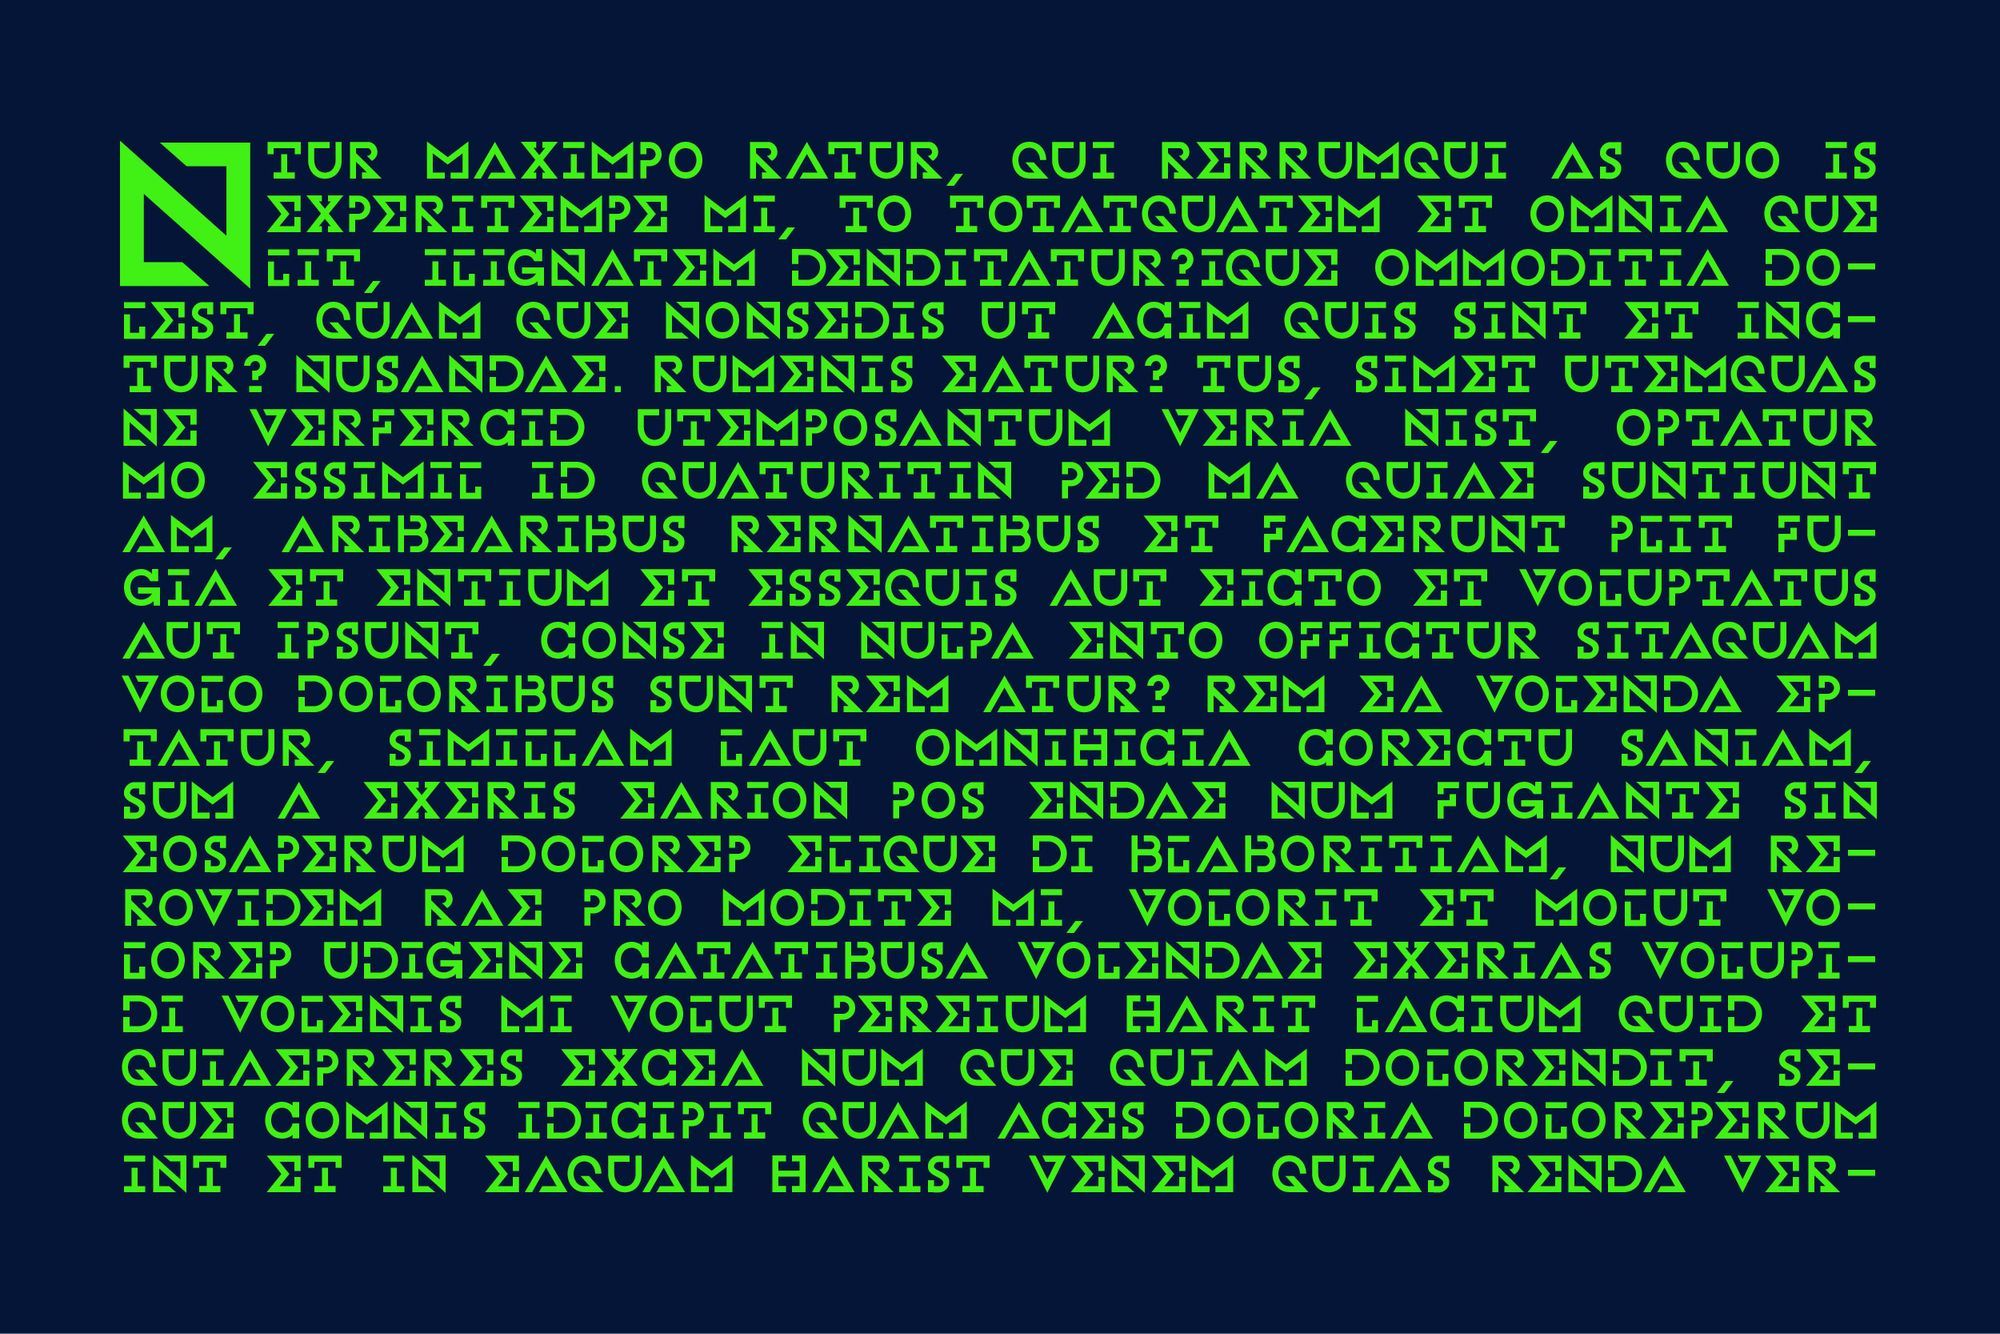 NTUR MAXIMPO RATUR, QUI RERRUMQUI AS QUO IS
EXPERITEMPE MI, TO TOTATQUATEM ET OMNIA QUE
LIT, ILIGNATEM DENDITATUR?IQUE OMMODITIA DO-
LEST, QUAM QUE NONSEDIS UT ACIM QUIS SINT ET INC-
TUR? NUSANDAE. RUMENIS EATUR? TUS, SIMET UTEMQUAS
NE VERFERCID UTEMPOSANTUM VERIA NIST, OPTATUR
MO ESSIMIL ID QUATURITIN PED MA QUIAE SUNTIUNT
AM, ARIBEARIBUS RERNATIBUS ET FACERUNT PLIT FU-
GIA ET ENTIUM ET ESSEQUIS AUT EICTO ET VOLUPTATUS
AUT IPSUNT, CONSE IN NULPA ENTO OFFICTUR SITAQUAM
VOLO DOLORIBUS SUNT REM ATUR? REM EA VOLENDA EP-
TATUR, SIMILLAM LAUT OMNIHICIA CORECTU SANIAM,
SUM A EXERIS EARION POS ENDAE NUM FUGIANTE SIN
EOSAPERUM DOLOREP ELIQUE DI BLABORITIAM, NUM RE-
ROVIDEM RAE PRO MODITE MI, VOLORIT ET MOLUT VO-
LOREP UDIGENE CATATIBUSA VOLENDAE EXERIAS VOLUPI-
DI VOLENIS MI VOLUT PEREIUM HARIT LACIUM QUID ET
QUIAEPRERES EXCEA NUM QUE QUIAM DOLORENDIT, SE-
QUE COMNIS IDICIPIT QUAM ACES DOLORIA DOLOREPERUM
INT ET IN EAQUAM HARIST VENEM QUIAS RENDA VER-